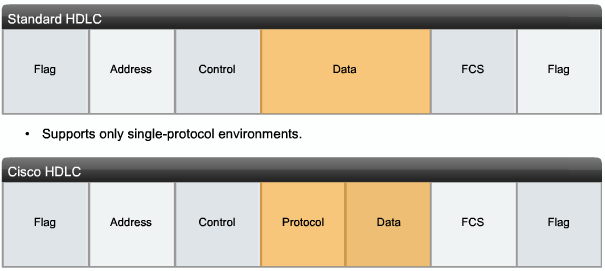 Standard HDLC
Flag Address Control Data FCS Flag
• Supports only single-protocol environments.
Cisco HDLC
Flag Address Control Protocol Data FCS Flag